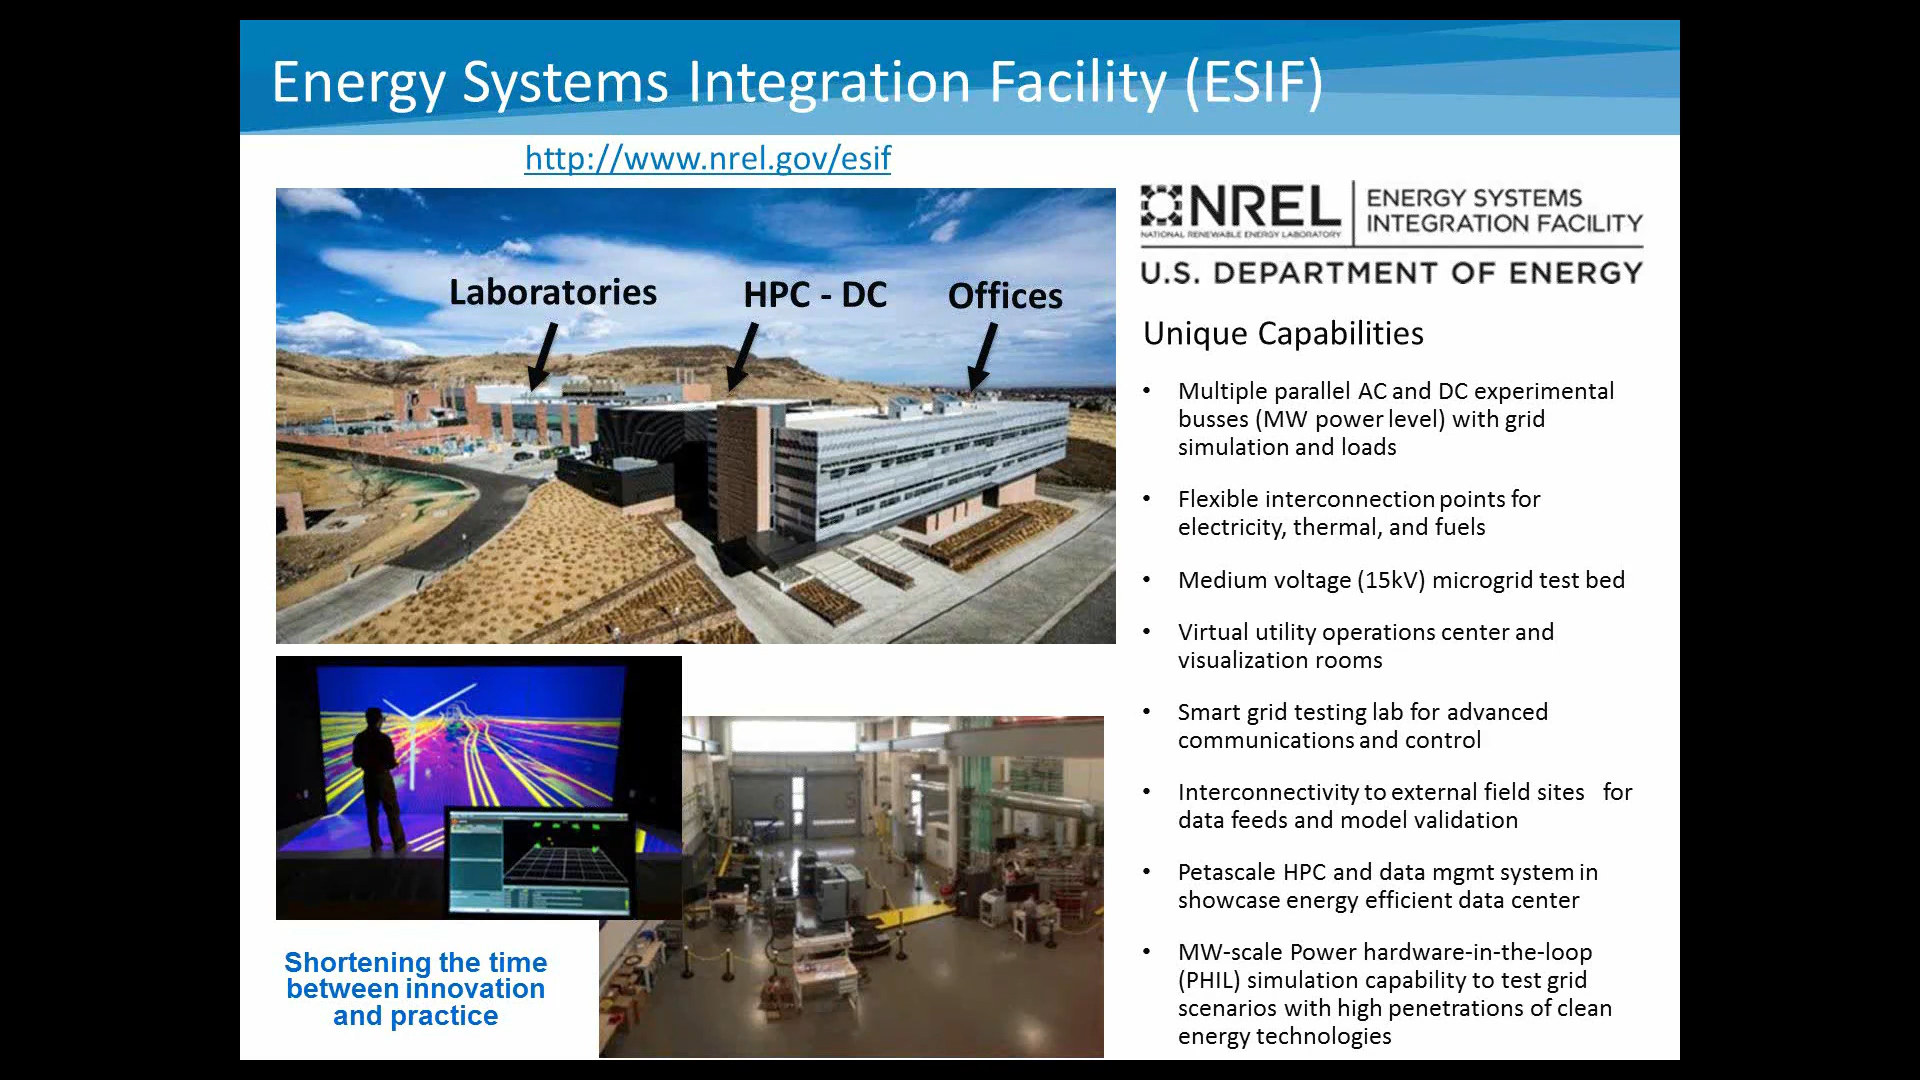 Energy Systems Integration Facility (ESIF)
http://www.nrel.gov/esif
Laboratories
HPC - DC
Offices
NREL
NATIONAL RENEWABLE ENERGY LABORATORY
ENERGY SYSTEMS
INTEGRATION FACILITY
U.S. DEPARTMENT OF ENERGY
Unique Capabilities
• Multiple parallel AC and DC experimental
busses (MW power level) with grid
simulation and loads
• Flexible interconnection points for
electricity, thermal, and fuels
• Medium voltage (15kV) microgrid test bed
• Virtual utility operations center and
visualization rooms
• Smart grid testing lab for advanced
communications and control
• Interconnectivity to external field sites for
data feeds and model validation
• Petascale HPC and data mgmt system in
showcase energy efficient data center
• MW-scale Power hardware-in-the-loop
(PHIL) simulation capability to test grid
scenarios with high penetrations of clean
energy technologies
Shortening the time
between innovation
and practice